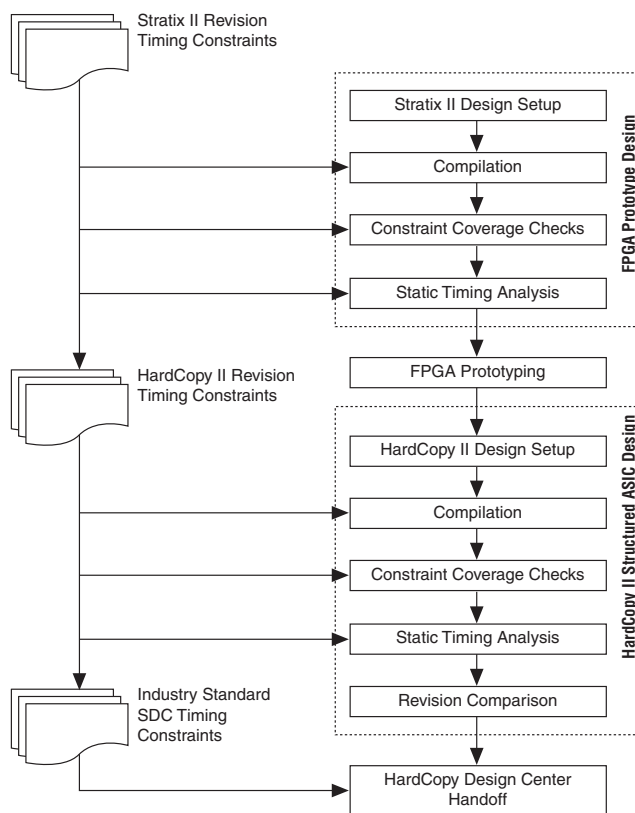 Stratix II Revision
Timing Constraints
FPGA Prototype Design
Stratix II Design Setup
Compilation
Constraint Coverage Checks
Static Timing Analysis
HardCopy II Revision
Timing Constraints
FPGA Prototyping
HardCopy II Structured ASIC Design
HardCopy II Design Setup
Compilation
Constraint Coverage Checks
Static Timing Analysis
Industry Standard
SDC Timing
Constraints
Revision Comparison
HardCopy Design Center
Handoff